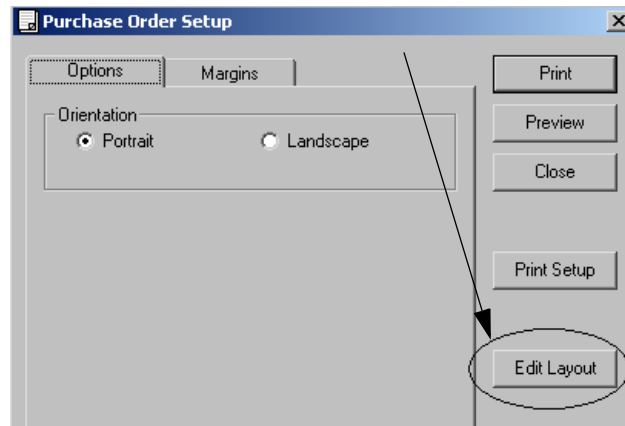 Purchase Order Setup
Options
Margins
Orientation
Portrait
Landscape
Print
Preview
Close
Print Setup
Edit Layout